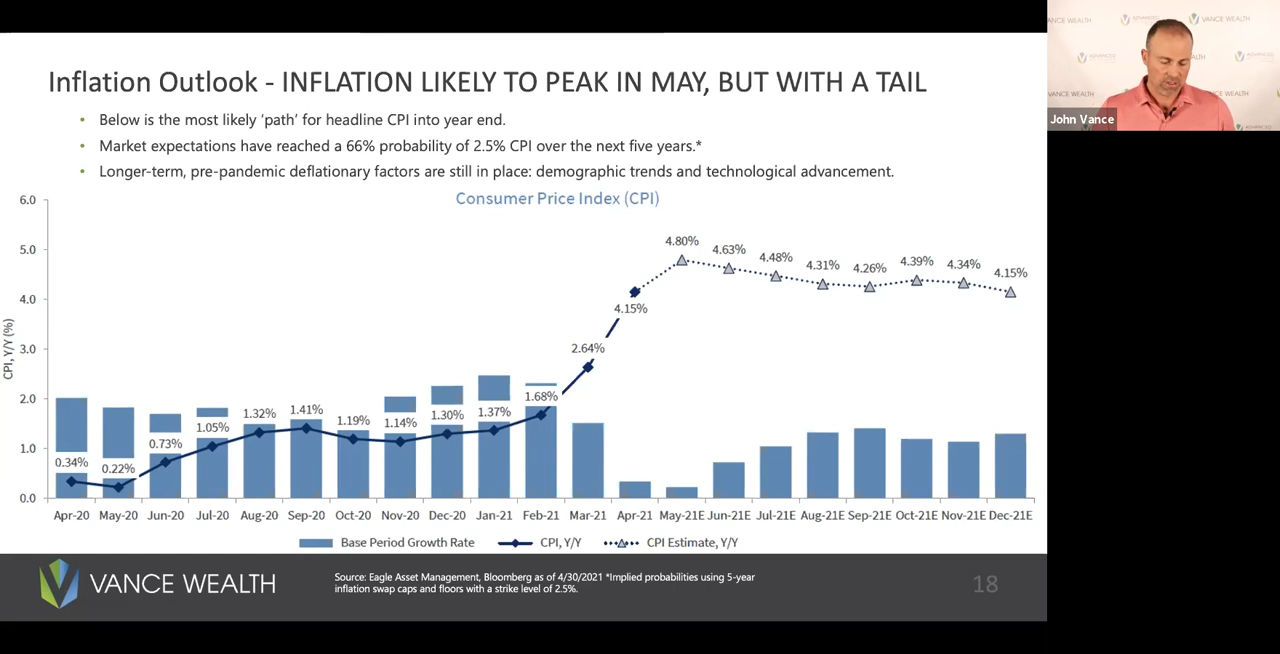 Inflation Outlook - INFLATION LIKELY TO PEAK IN MAY, BUT WITH A TAIL
• Below is the most likely 'path' for headline CPI into year end.
• Market expectations have reached a 66% probability of 2.5% CPI over the next five years.*
• Longer-term, pre-pandemic deflationary factors are still in place: demographic trends and technological advancement.
Consumer Price Index (CPI)
CPI, Y/Y (%)
6.0
5.0
4.0
3.0
2.0
1.0
0.0
0.34%
0.22%
0.73%
1.05%
1.32%
1.41%
1.19%
1.14%
1.30%
1.37%
1.68%
2.64%
4.15%
4.80%
4.63%
4.48%
4.31%
4.26%
4.39%
4.34%
4.15%
Apr-20 May-20 Jun-20 Jul-20 Aug-20 Sep-20 Oct-20 Nov-20 Dec-20 Jan-21 Feb-21 Mar-21 Apr-21 May-21E Jun-21E Jul-21E Aug-21E Sep-21E Oct-21E Nov-21E Dec-21E
Base Period Growth Rate CPI, Y/Y CPI Estimate, Y/Y
VANCE WEALTH
Source: Eagle Asset Management, Bloomberg as of 4/30/2021 *Implied probabilities using 5-year
inflation swap caps and floors with a strike level of 2.5%.
18
VANCE WEALTH
John Vance